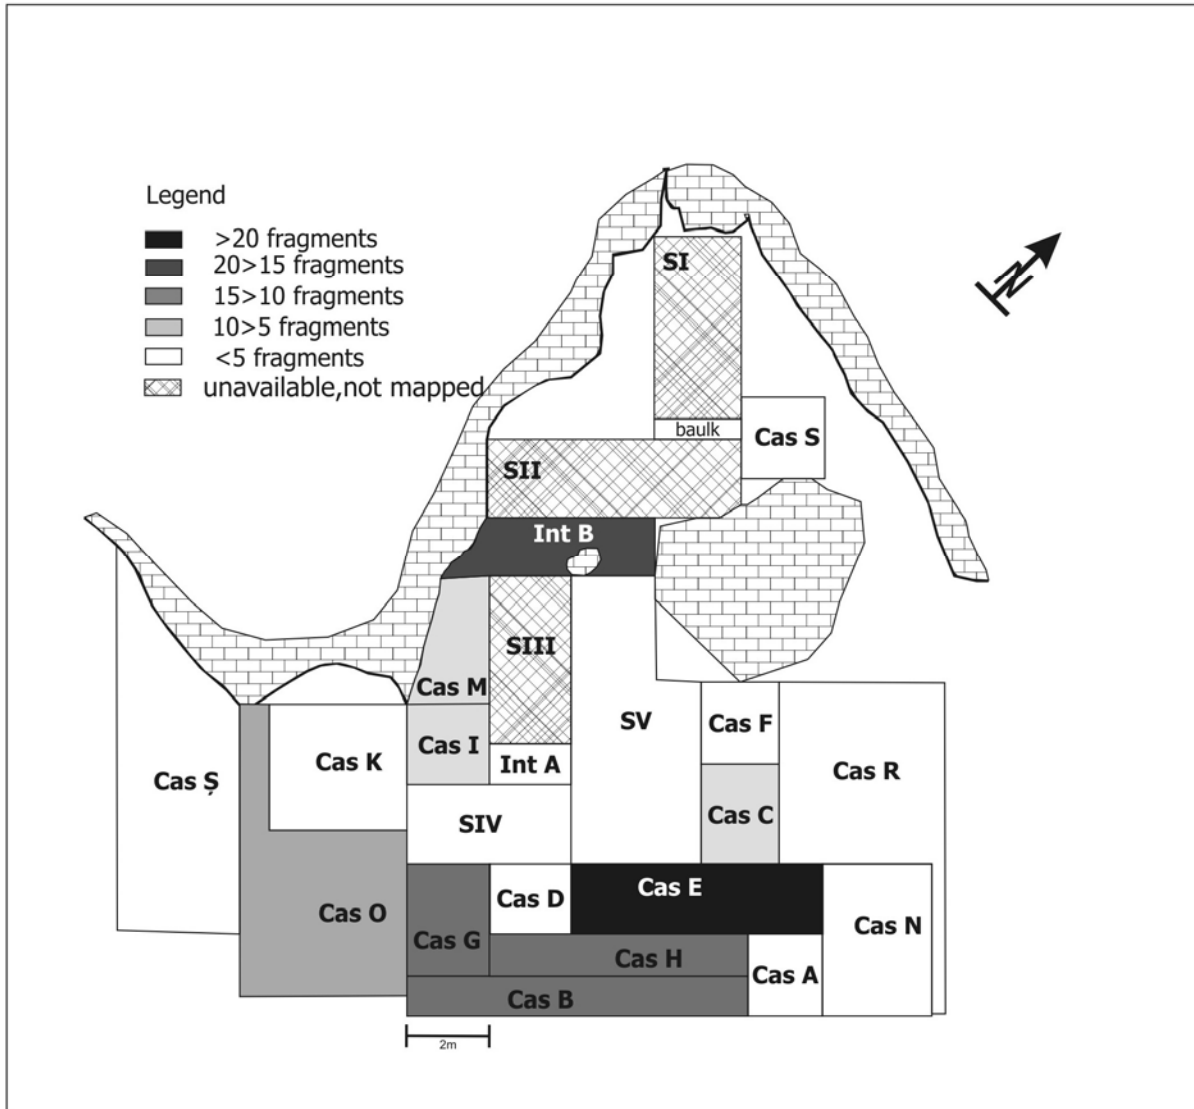 Legend
>20 fragments
20>15 fragments
15>10 fragments
10>5 fragments
<5 fragments
unavailable,not mapped
N
SI
baulk
Cas S
SII
Int B
SIII
Cas M
SV
Cas F
Cas I
Int A
Cas K
Cas Ș
Cas R
Cas C
SIV
Cas E
Cas D
Cas O
Cas N
Cas G
Cas H
Cas A
Cas B
2m